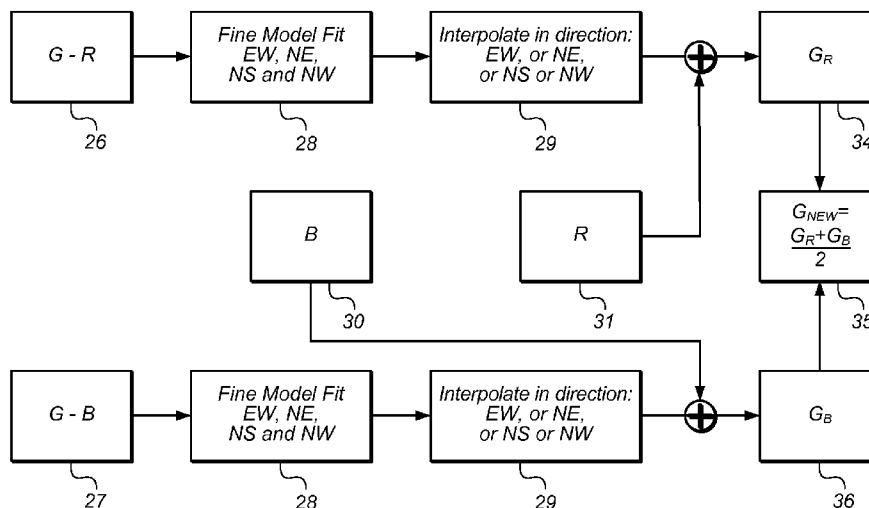 G - R
Fine Model Fit
EW, NE,
NS and NW
Interpolate in direction:
EW, or NE,
or NS or NW
G_R
26
28
29
34
B
R
G_NEW=
G_R+G_B
2
30
31
35
G - B
Fine Model Fit
EW, NE,
NS and NW
Interpolate in direction:
EW, or NE,
or NS or NW
G_B
27
28
29
36